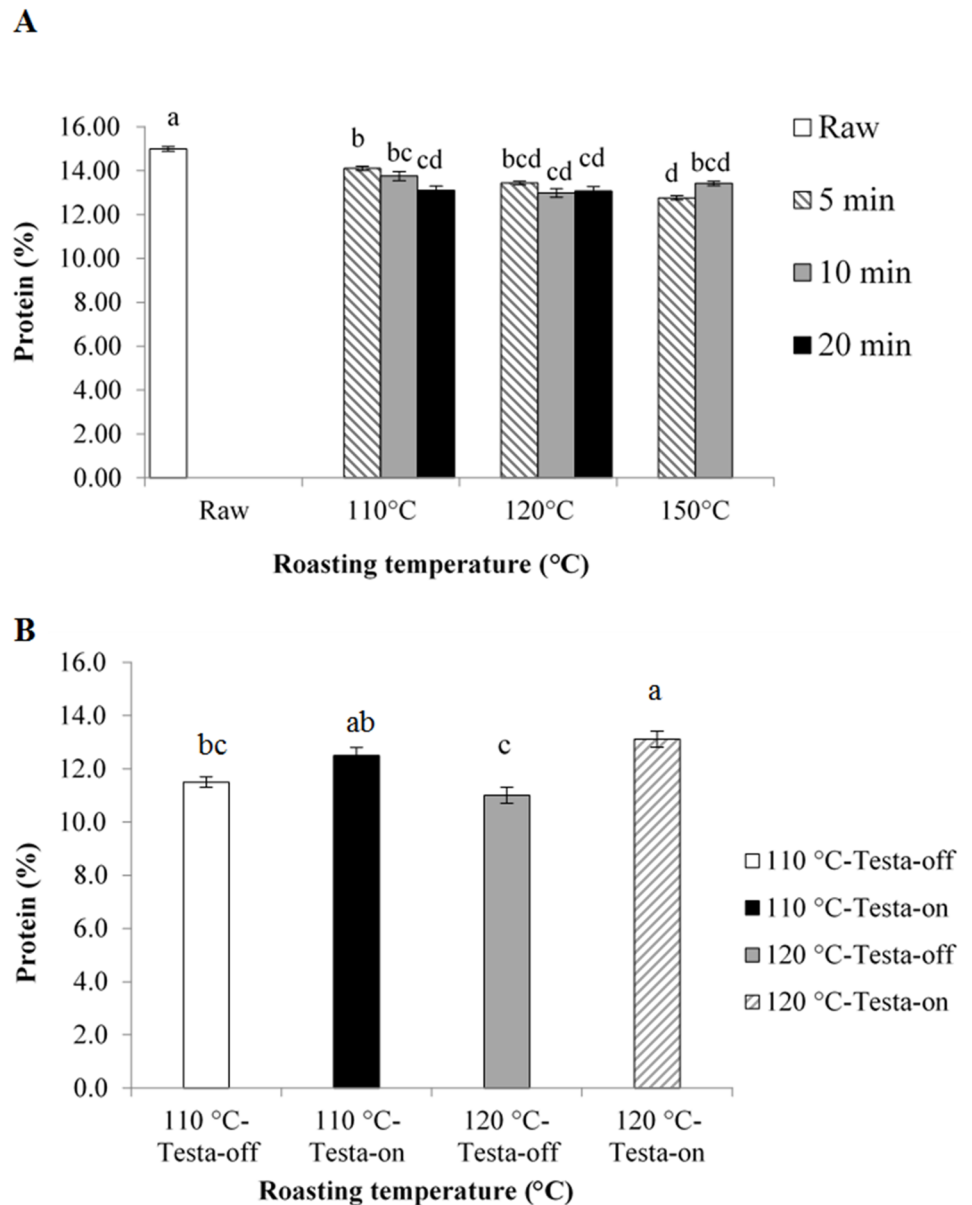 A
16.00
14.00
12.00
10.00
8.00
6.00
4.00
2.00
0.00
Protein (%)
a
b
bc
cd
bcd
cd
cd
d
bcd
Raw
110°C
120°C
150°C
Roasting temperature (°C)
Raw
5 min
10 min
20 min
B
16.0
14.0
12.0
10.0
8.0
6.0
4.0
2.0
0.0
Protein (%)
bc
ab
c
a
110 °C-
Testa-off
110 °C-
Testa-on
120 °C-
Testa-off
120 °C-
Testa-on
Roasting temperature (°C)
110 °C-Testa-off
110 °C-Testa-on
120 °C-Testa-off
120 °C-Testa-on